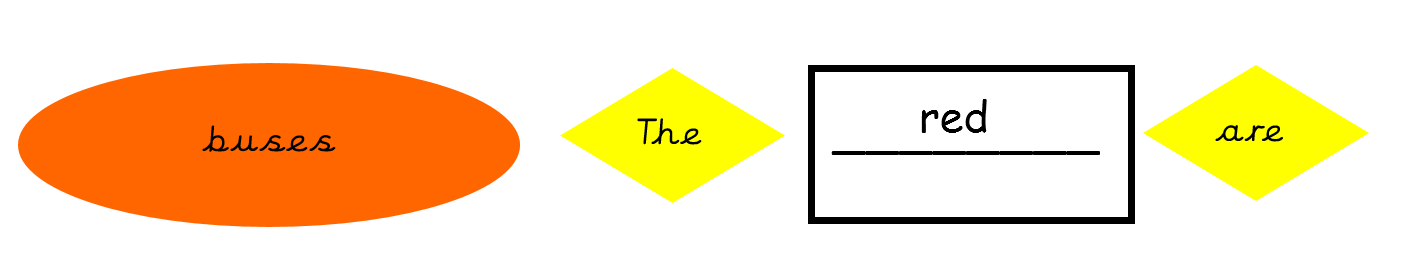 buses The red are